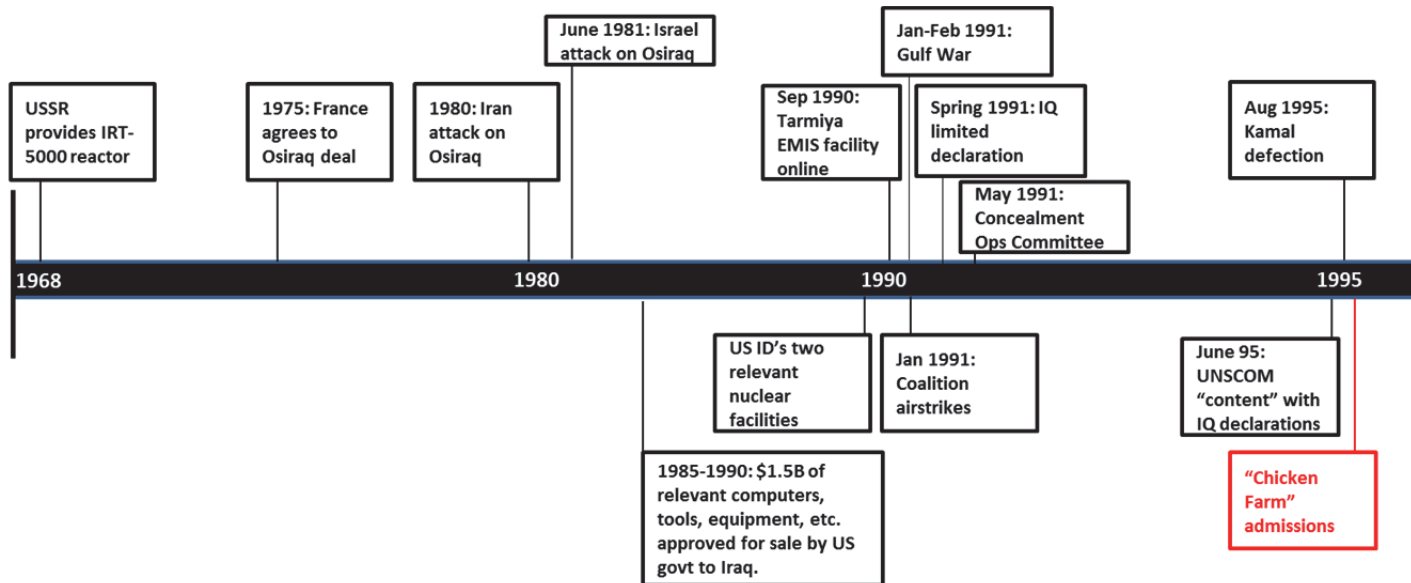 June 1981: Israel
attack on Osiraq
Jan-Feb 1991:
Gulf War
USSR
provides IRT-
5000 reactor
1975: France
agrees to
Osiraq deal
1980: Iran
attack on
Osiraq
Sep 1990:
Tarmiya
EMIS facility
online
Spring 1991: IQ
limited
declaration
Aug 1995:
Kamal
defection
May 1991:
Concealment
Ops Committee
1968
1980
1990
1995
US ID’s two
relevant
nuclear
facilities
Jan 1991:
Coalition
airstrikes
June 95:
UNSCOM
“content” with
IQ declarations
1985-1990: $1.5B of
relevant computers,
tools, equipment, etc.
approved for sale by US
govt to Iraq.
“Chicken
Farm”
admissions